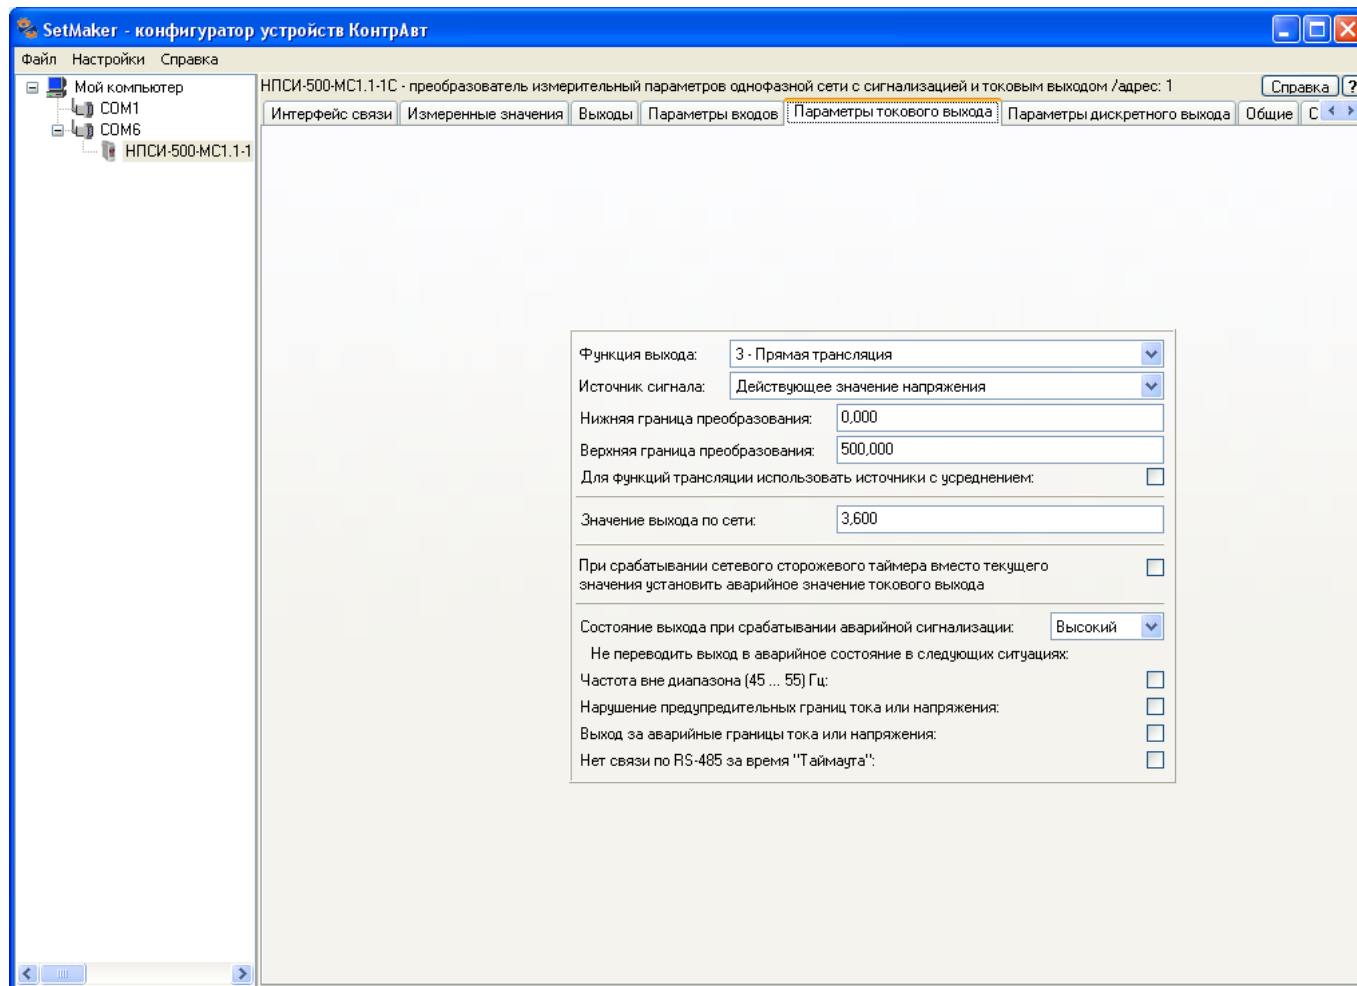 SetMaker - конфигуратор устройств КонтрАвт
Файл Настройки Справка
Мой компьютер
COM1
COM6
НПСИ-500-МС1.1-1
НПСИ-500-МС1.1-1С - преобразователь измерительный параметров однофазной сети с сигнализацией и токовым выходом /адрес: 1
Справка ?
Интерфейс связи Измеренные значения Выходы Параметры входов Параметры токового выхода Параметры дискретного выхода Общие С
Функция выхода: 3 - Прямая трансляция
Источник сигнала: Действующее значение напряжения
Нижняя граница преобразования: 0,000
Верхняя граница преобразования: 500,000
Для функций трансляции использовать источники с усреднением:
Значение выхода по сети: 3,600
При срабатывании сетевого сторожевого таймера вместо текущего
значения установить аварийное значение токового выхода
Состояние выхода при срабатывании аварийной сигнализации: Высокий
Не переводить выход в аварийное состояние в следующих ситуациях:
Частота вне диапазона (45 ... 55) Гц:
Нарушение предупредительных границ тока или напряжения:
Выход за аварийные границы тока или напряжения:
Нет связи по RS-485 за время "Таймаута":